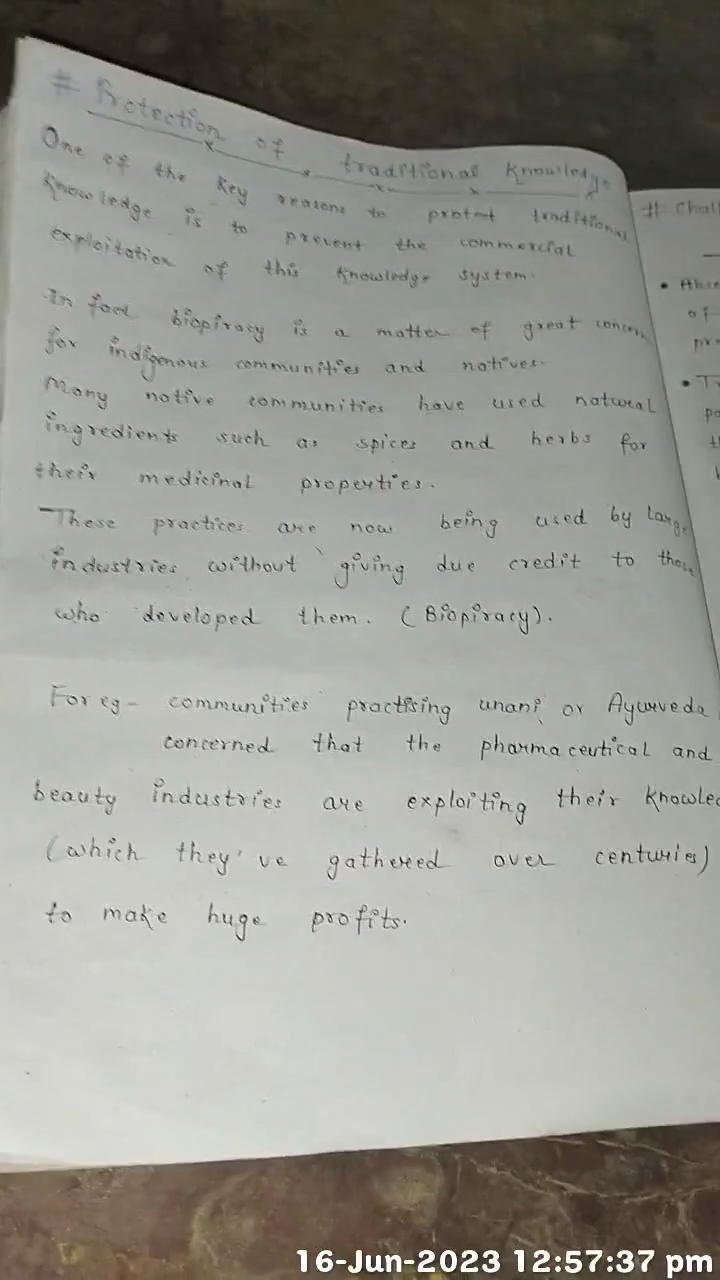 # Protection of traditional Knowledge
One of the key reasons to protect traditional
knowledge is to prevent the commercial
exploitation of this knowledge system.
In fact biopiracy is a matter of great concern
for indigenous communities and natives.
Many native communities have used natural
ingredients such as spices and herbs for
their medicinal properties.
These practices are now being used by large
industries without giving due credit to those
who developed them. (Biopiracy).
For eg- communities practising unani or Ayurveda
concerned that the pharmaceutical and
beauty industries are exploiting their knowled
(which they've gathered over centuries)
to make huge profits.
# Chall
of
16-Jun-2023 12:57:37 pm